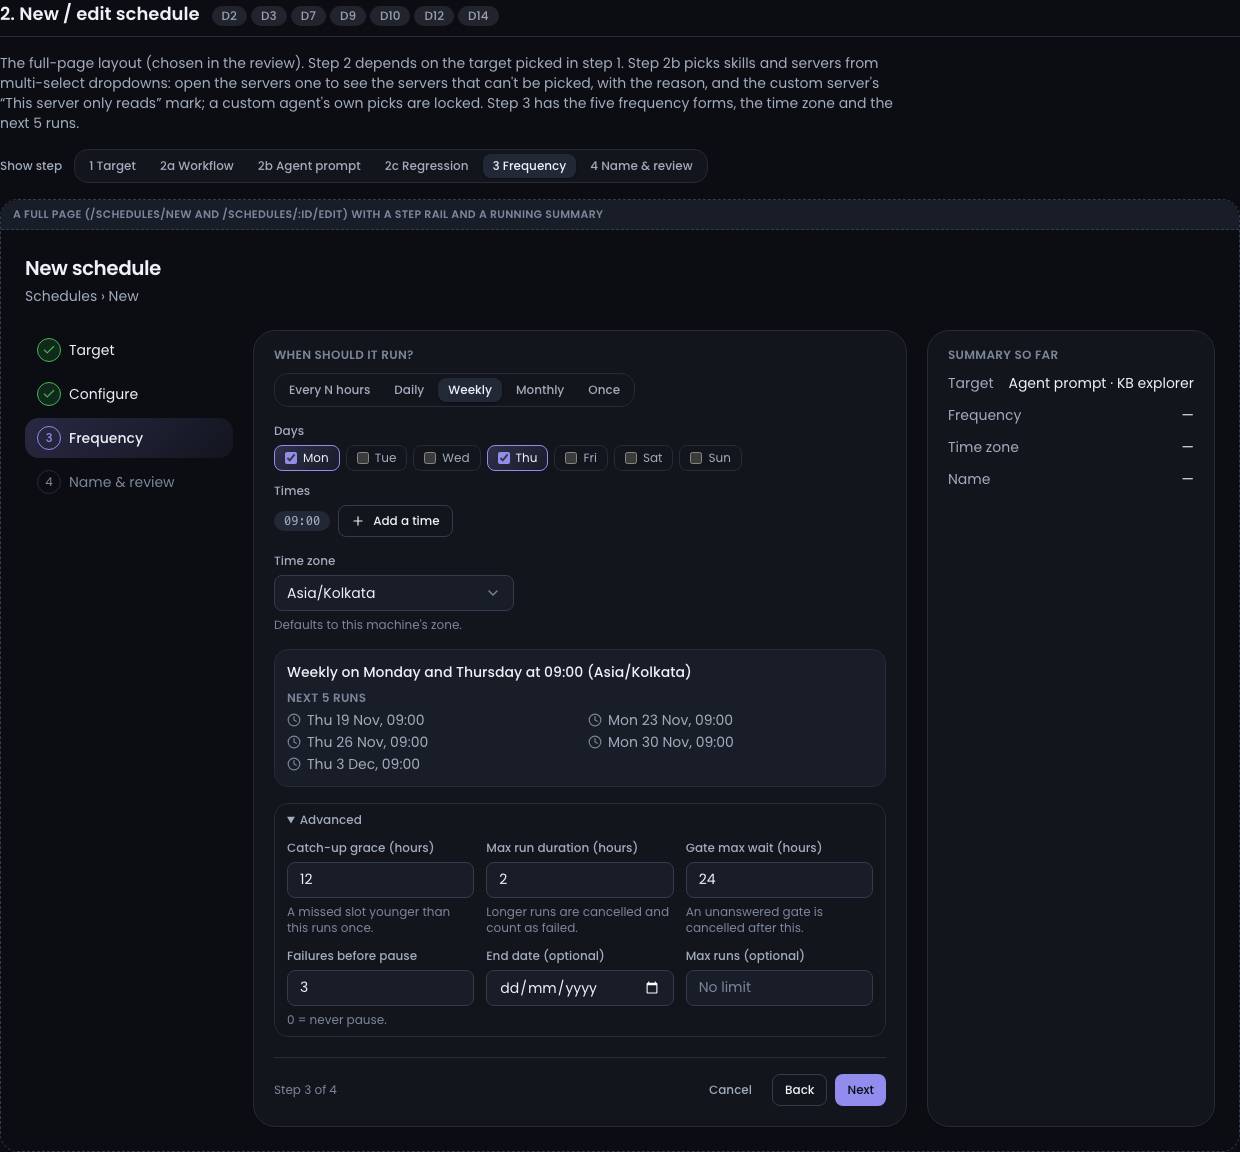 2. New / edit schedule D2 D3 D7 D9 D10 D12 D14
The full-page layout (chosen in the review). Step 2 depends on the target picked in step 1. Step 2b picks skills and servers from
multi-select dropdowns: open the servers one to see the servers that can't be picked, with the reason, and the custom server's
“This server only reads” mark; a custom agent's own picks are locked. Step 3 has the five frequency forms, the time zone and the
next 5 runs.
Show step 1 Target 2a Workflow 2b Agent prompt 2c Regression 3 Frequency 4 Name & review
A FULL PAGE (/SCHEDULES/NEW AND /SCHEDULES/:ID/EDIT) WITH A STEP RAIL AND A RUNNING SUMMARY
New schedule
Schedules › New
Target
Configure
3 Frequency
4 Name & review
WHEN SHOULD IT RUN?
Every N hours Daily Weekly Monthly Once
Days
Mon Tue Wed Thu Fri Sat Sun
Times
09:00 + Add a time
Time zone
Asia/Kolkata
Defaults to this machine's zone.
Weekly on Monday and Thursday at 09:00 (Asia/Kolkata)
NEXT 5 RUNS
Thu 19 Nov, 09:00 Mon 23 Nov, 09:00
Thu 26 Nov, 09:00 Mon 30 Nov, 09:00
Thu 3 Dec, 09:00
▼ Advanced
Catch-up grace (hours) Max run duration (hours) Gate max wait (hours)
12 2 24
A missed slot younger than Longer runs are cancelled and An unanswered gate is
this runs once. count as failed. cancelled after this.
Failures before pause End date (optional) Max runs (optional)
3 dd/mm/yyyy No limit
0 = never pause.
Step 3 of 4 Cancel Back Next
SUMMARY SO FAR
Target Agent prompt · KB explorer
Frequency —
Time zone —
Name —